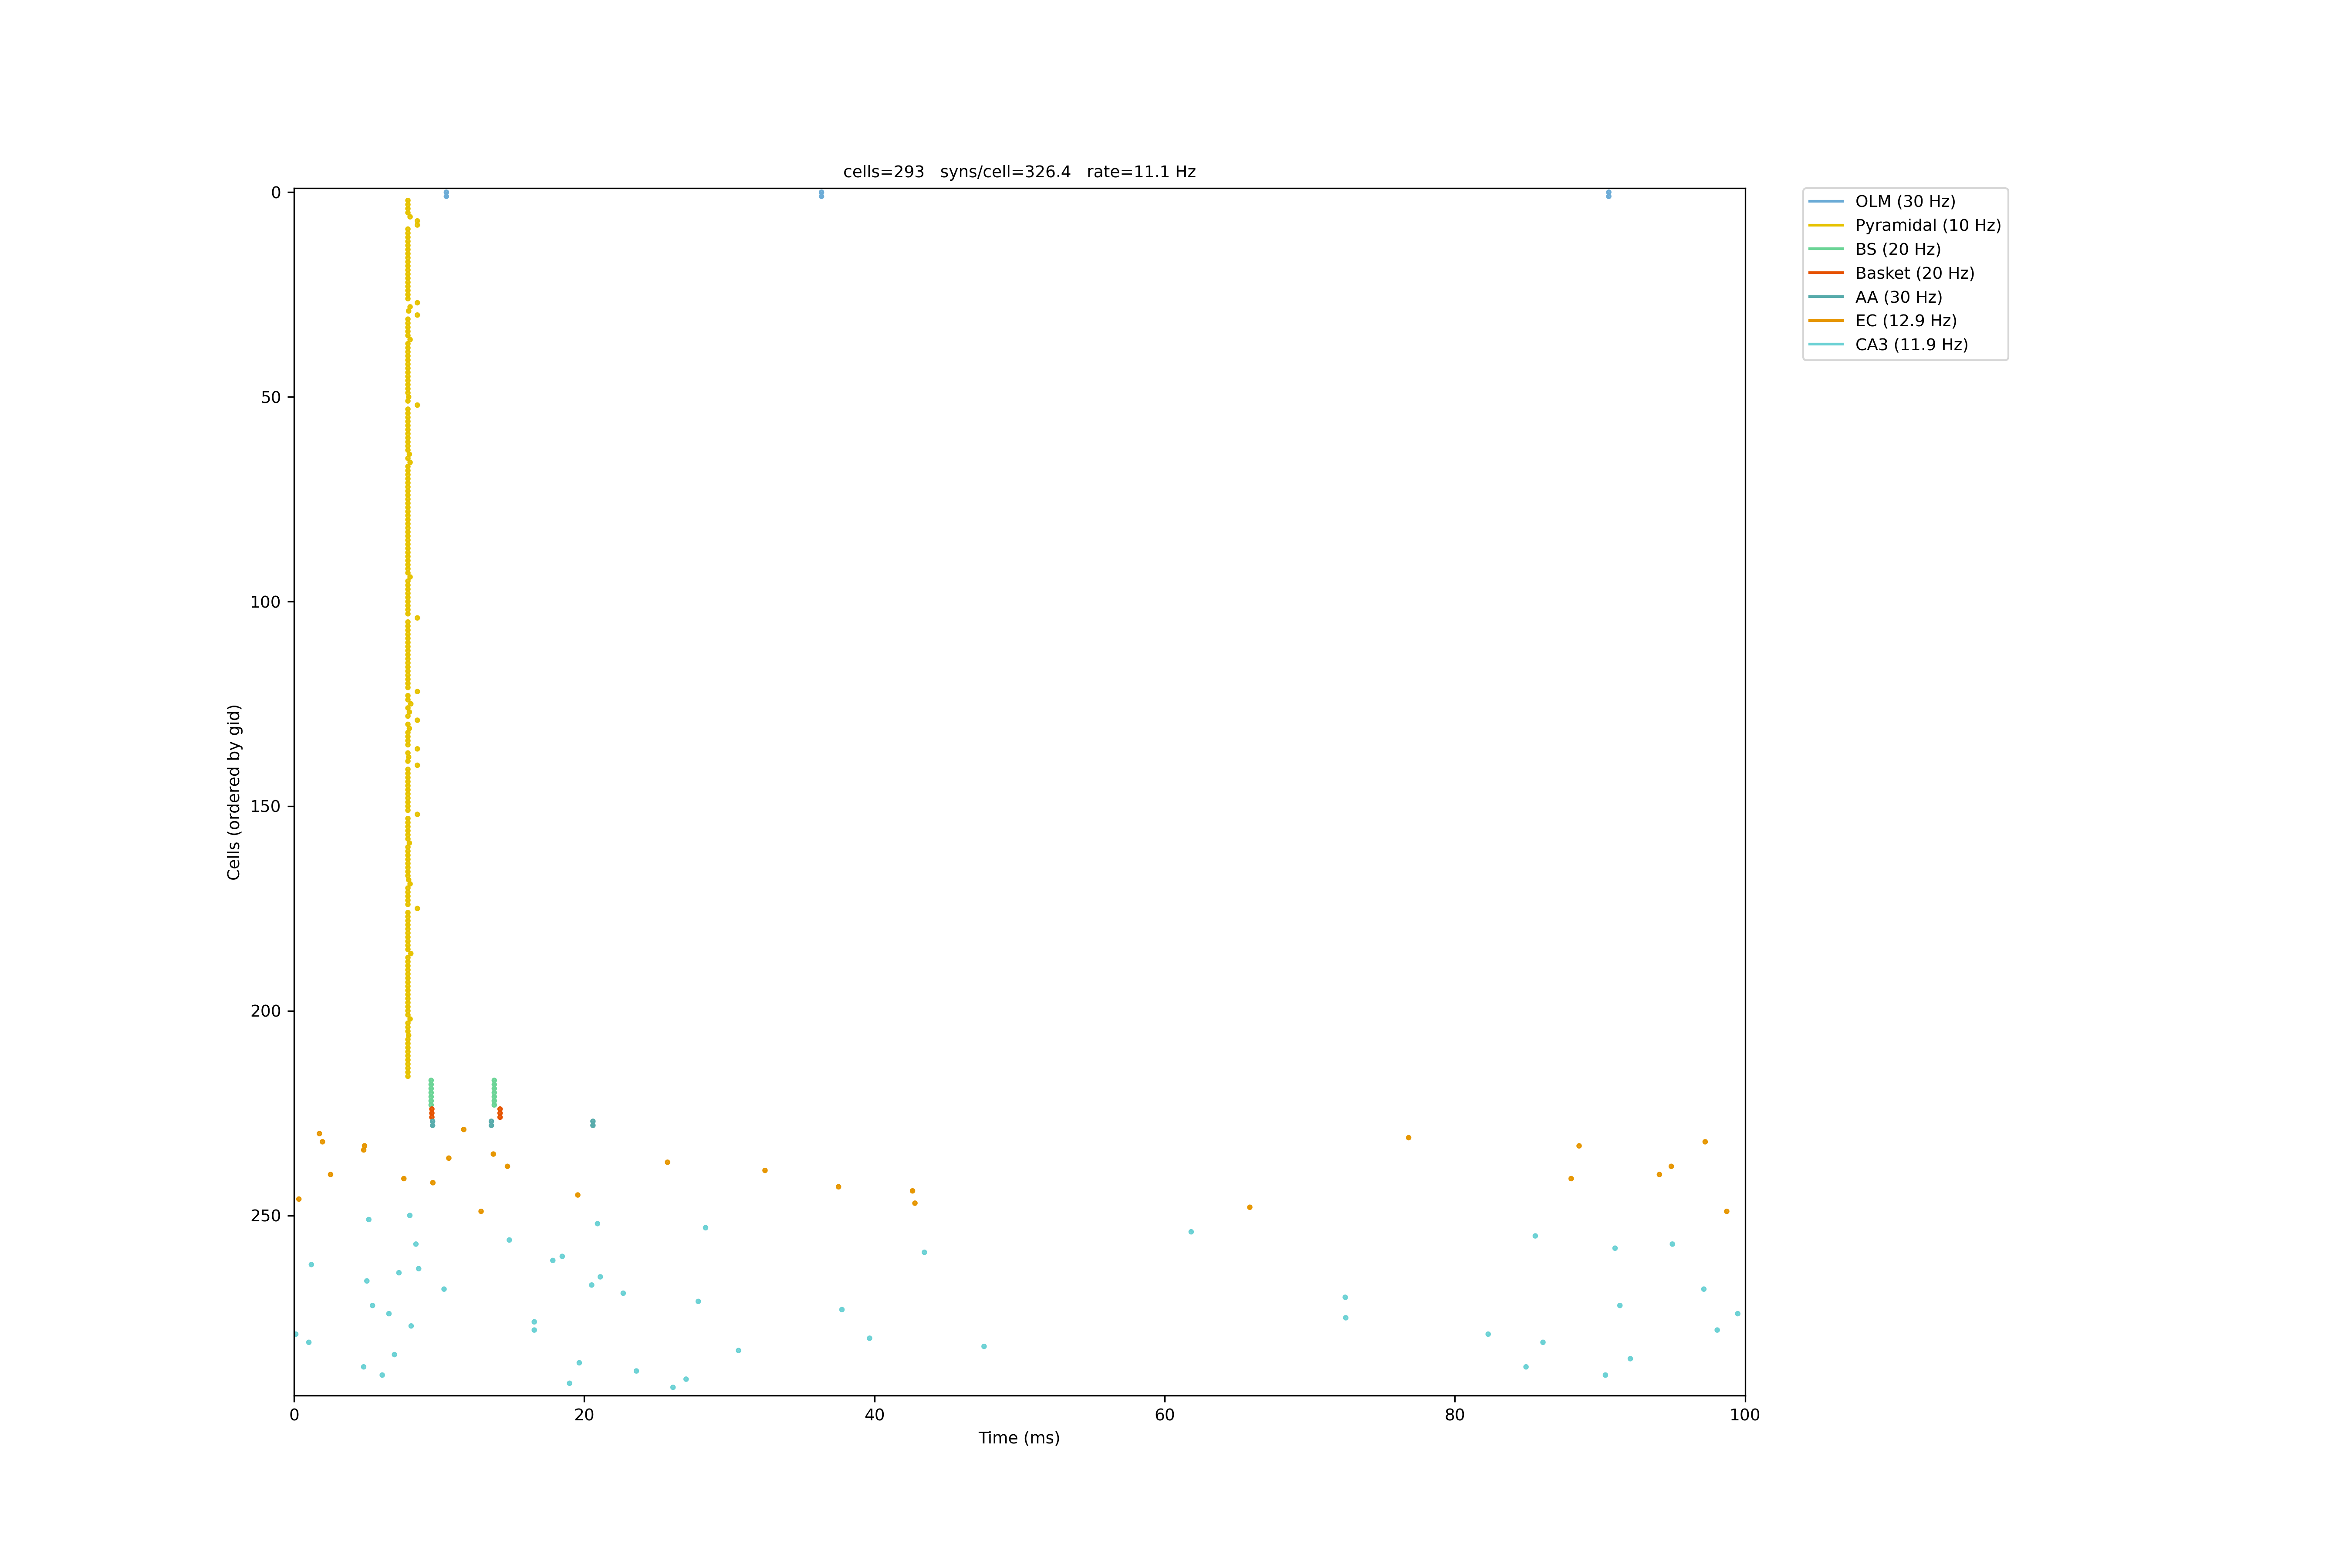 cells=293   syns/cell=326.4   rate=11.1 Hz
0
50
100
150
200
250
Cells (ordered by gid)
0
20
40
60
80
100
Time (ms)
OLM (30 Hz)
Pyramidal (10 Hz)
BS (20 Hz)
Basket (20 Hz)
AA (30 Hz)
EC (12.9 Hz)
CA3 (11.9 Hz)